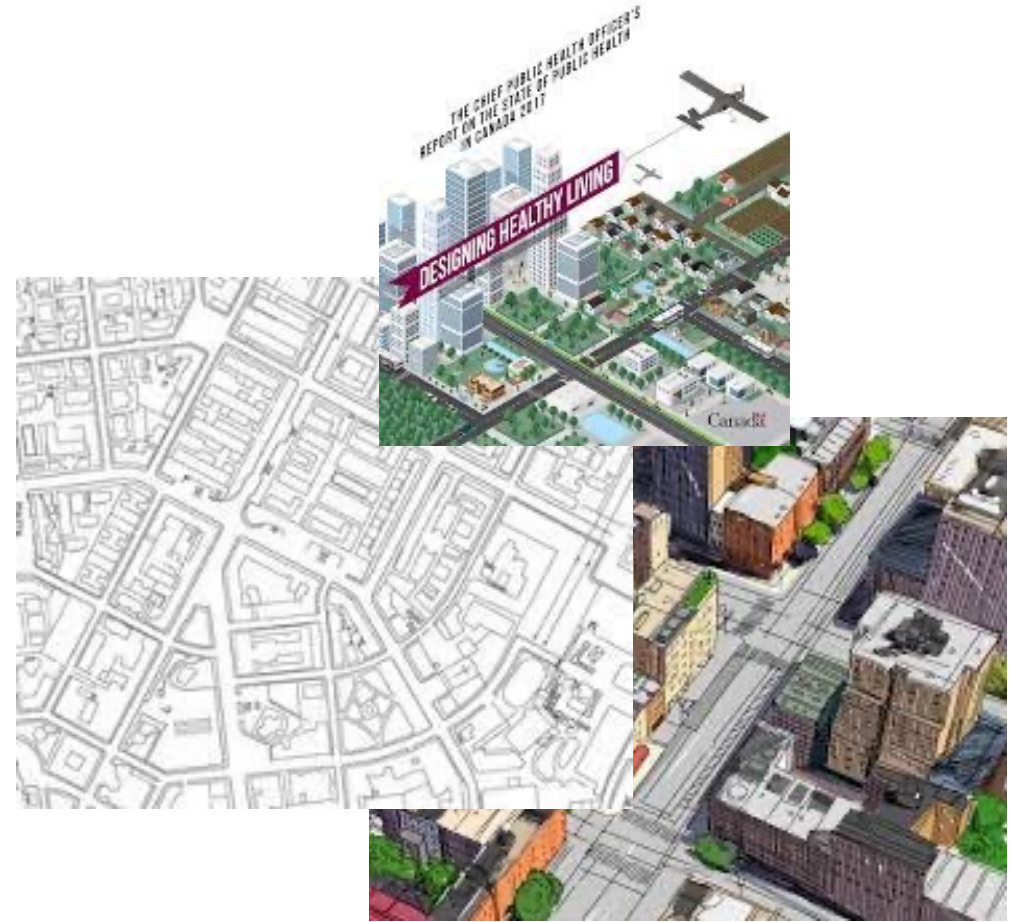 THE CHIEF PUBLIC HEALTH OFFICER'S
REPORT ON THE STATE OF PUBLIC HEALTH
IN CANADA 2017
DESIGNING HEALTHY LIVING
Canada